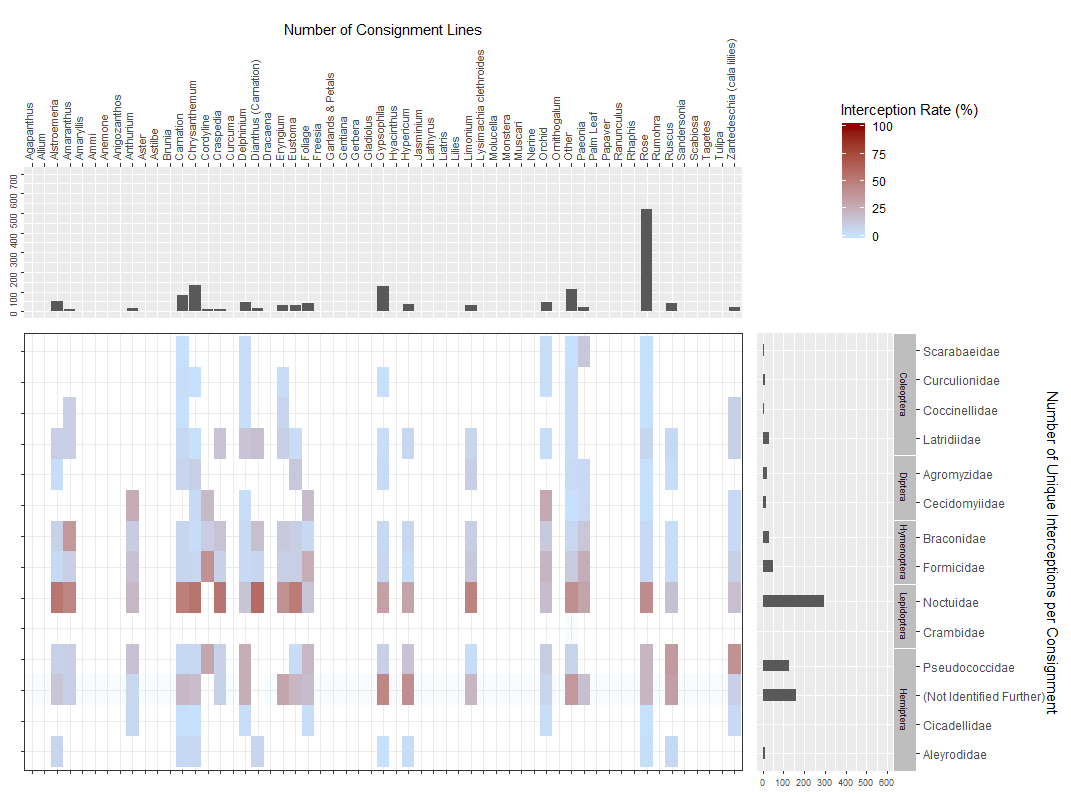 Number of Consignment Lines
Agapanthus
Allium
Alstroemeria
Amaranthus
Amaryllis
Ammi
Anemone
Anigozanthos
Anthurium
Aster
Astilbe
Brunia
Carnation
Chrysanthemum
Cordyline
Craspedia
Curcuma
Delphinium
Dianthus (Carnation)
Dracaena
Eryngium
Eustoma
Foliage
Freesia
Garlands & Petals
Gentiana
Gerbera
Gladiolus
Gypsophilia
Hyacinthus
Hypericum
Jasminium
Lathyrus
Liatris
Lilies
Limonium
Lysimachia clethroides
Molucella
Monstera
Muscari
Nerine
Orchid
Ornithogalum
Other
Paeonia
Palm Leaf
Papaver
Ranunculus
Rhaphis
Rose
Rumohra
Ruscus
Sandersonia
Scabiosa
Tagetes
Tulipa
Zantedeschia (cala lillies)
Interception Rate (%)
100
75
50
25
0
700
600
500
400
300
200
100
0
Scarabaeidae
Curculionidae
Coccinellidae
Latridiidae
Agromyzidae
Cecidomyiidae
Braconidae
Formicidae
Noctuidae
Crambidae
Pseudococcidae
(Not Identified Further)
Cicadellidae
Aleyrodidae
Coleoptera
Diptera
Hymenoptera
Lepidoptera
Hemiptera
Number of Unique Interceptions per Consignment
0 100 200 300 400 500 600